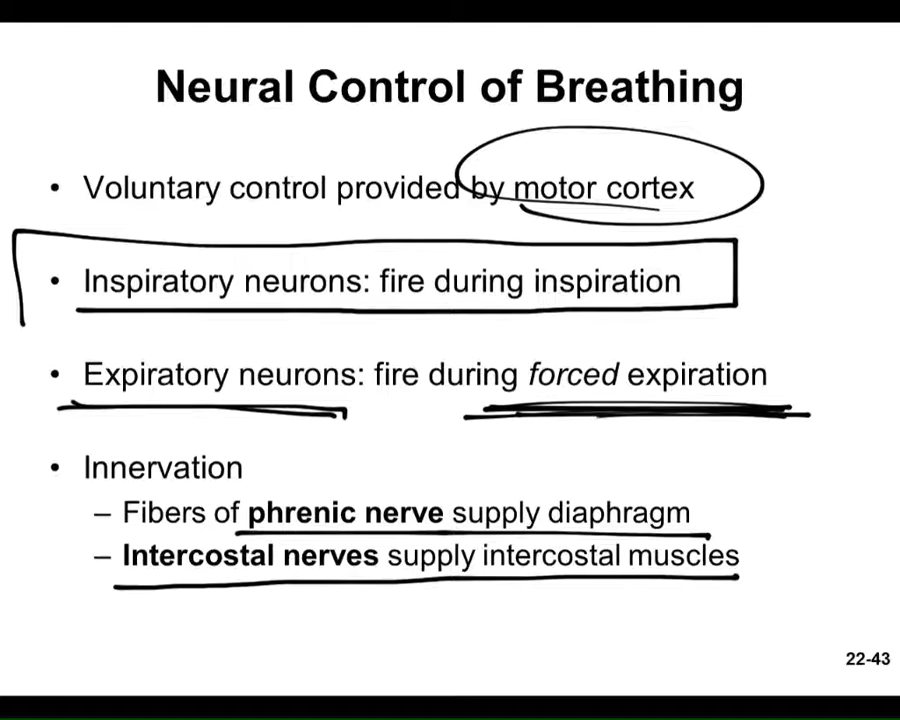 Neural Control of Breathing
• Voluntary control provided by motor cortex
• Inspiratory neurons: fire during inspiration
• Expiratory neurons: fire during forced expiration
• Innervation
– Fibers of phrenic nerve supply diaphragm
– Intercostal nerves supply intercostal muscles
22-43